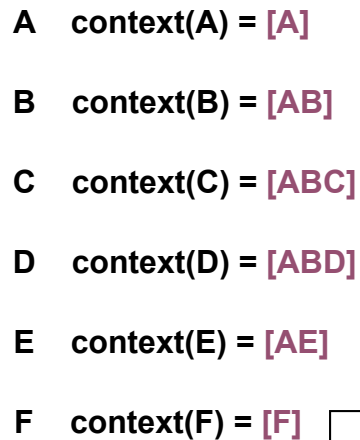 A context(A) = [A]
B context(B) = [AB]
C context(C) = [ABC]
D context(D) = [ABD]
E context(E) = [AE]
F context(F) = [F]